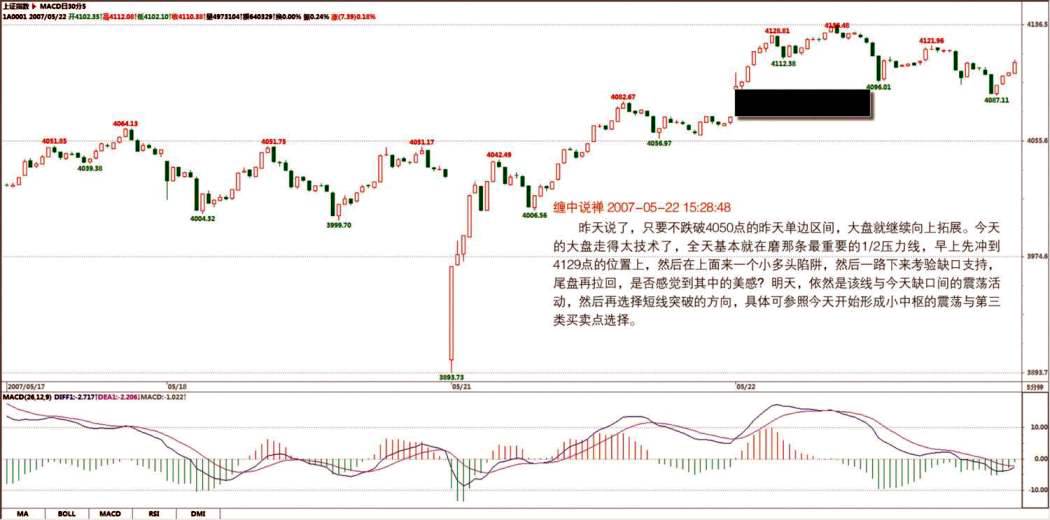 上证指数 ▶ MACD日30分5
1A0001 2007/05/22 开4102.35↑高4112.08↑低4102.10↑收4110.38↑量4973104↑额640329↑换0.00% 振0.24% 涨(7.39)0.18%
4136.5
4128.81
4121.96
4112.38
4096.01
4087.11
4082.67
4064.13
4055.6
4051.85
4051.75
4051.17
4056.97
4042.49
4039.38
4004.32
3999.70
4006.56
缠中说禅 2007-05-22 15:28:48
昨天说了，只要不跌破4050点的昨天单边区间，大盘就继续向上拓展。今天
的大盘走得太技术了，全天基本就在磨那条最重要的1/2压力线，早上先冲到
4129点的位置上，然后在上面来一个小多头陷阱，然后一路下来考验缺口支持，
尾盘再拉回，是否感觉到其中的美感？明天，依然是该线与今天缺口间的震荡活
动，然后再选择短线突破的方向，具体可参照今天开始形成小中枢的震荡与第三
类买卖点选择。
3974.6
3893.7
3893.73
2007/05/17 05/18 05/21 05/22 5分钟
MACD(26,12,9) DIFF1:-2.717↑DEA1:-2.206↓MACD:-1.022↑
10.00
0.00
-10.00
MA BOLL MACD RSI DMI